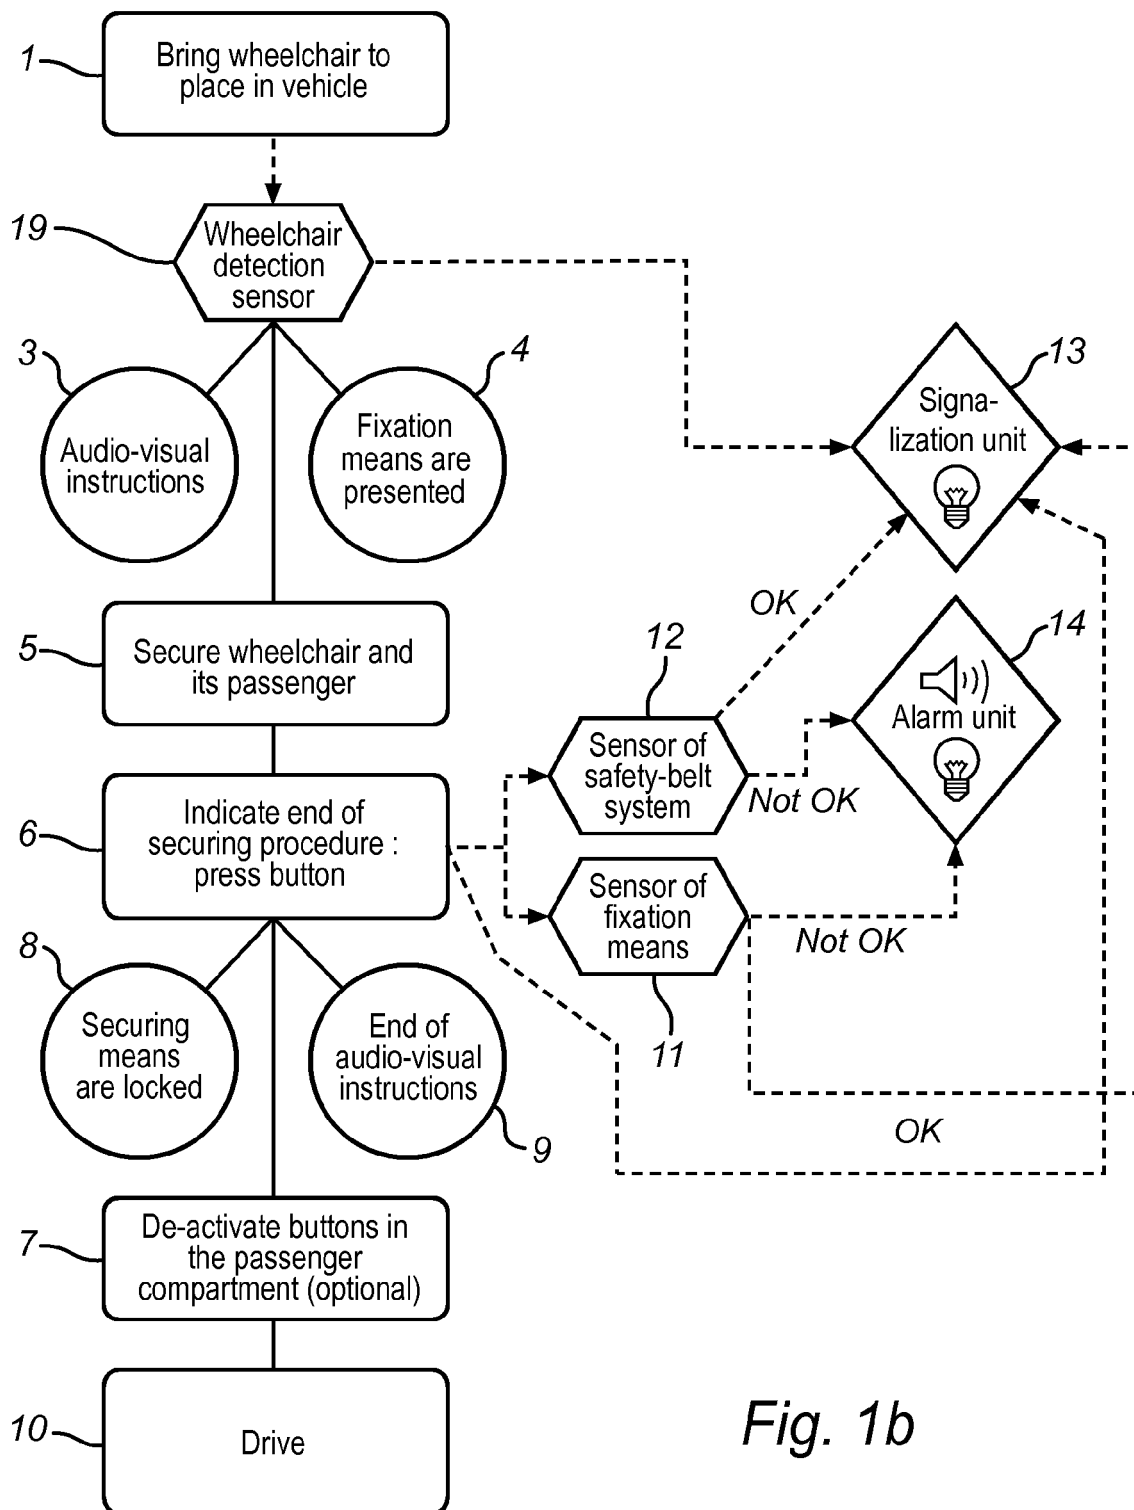 1
Bring wheelchair to
place in vehicle
19
Wheelchair
detection
sensor
3
4
13
Audio-visual
instructions
Fixation
means are
presented
Signa-
lization unit
OK
5
Secure wheelchair and
its passenger
12
14
Sensor of
safety-belt
system
Alarm unit
Not OK
6
Indicate end of
securing procedure :
press button
Sensor of
fixation
means
Not OK
11
8
Securing
means
are locked
End of
audio-visual
instructions
9
OK
7
De-activate buttons in
the passenger
compartment (optional)
10
Drive
Fig. 1b